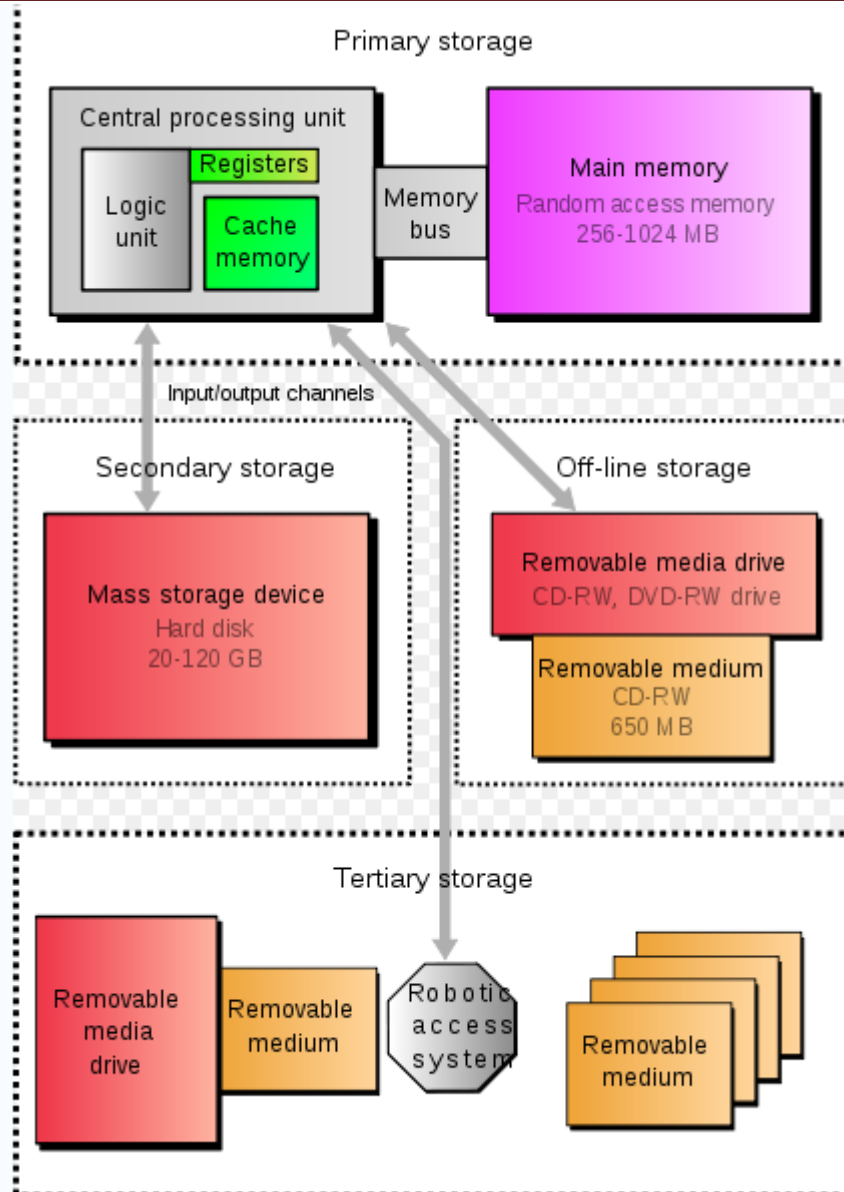 Primary storage
Central processing unit
Registers
Logic
unit
Cache
memory
Memory
bus
Main memory
Random access memory
256-1024 MB
Input/output channels
Secondary storage
Mass storage device
Hard disk
20-120 GB
Off-line storage
Removable media drive
CD-RW, DVD-RW drive
Removable medium
CD-RW
650 MB
Tertiary storage
Removable
media
drive
Removable
medium
Robotic
access
system
Removable
medium